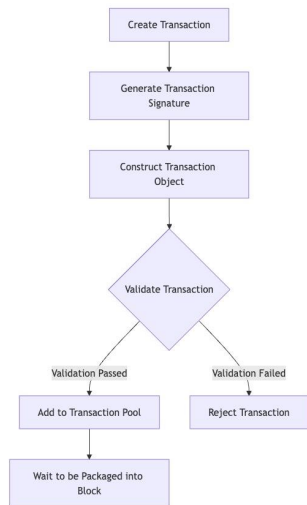 Create Transaction
Generate Transaction
Signature
Construct Transaction
Object
Validate Transaction
Validation Passed
Validation Failed
Add to Transaction Pool
Reject Transaction
Wait to be Packaged into
Block